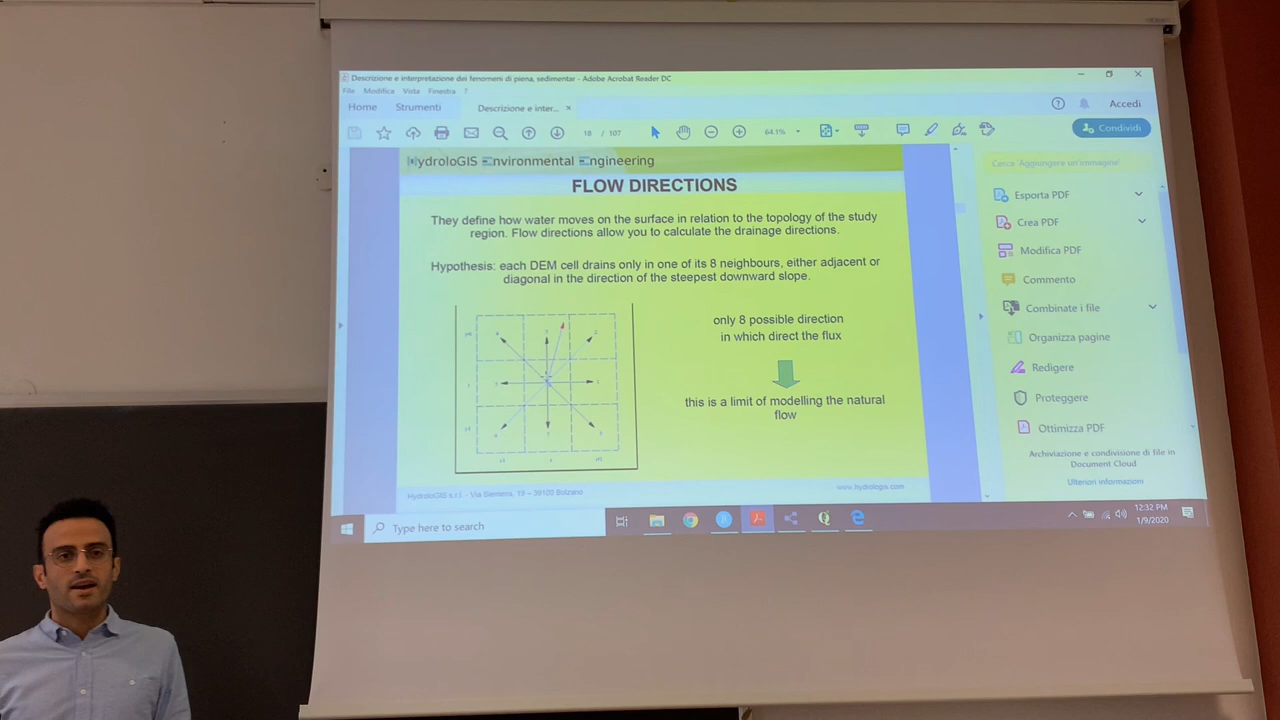 Descrizione e interpretazione dei fenomeni di piena, sedimentar - Adobe Acrobat Reader DC
File Modifica Vista Finestra ?
Home Strumenti Descrizione e inter... × Accedi
18 / 107 64.1% Condividi
HydroloGIS Environmental Engineering
FLOW DIRECTIONS
They define how water moves on the surface in relation to the topology of the study
region. Flow directions allow you to calculate the drainage directions.
Hypothesis: each DEM cell drains only in one of its 8 neighbours, either adjacent or
diagonal in the direction of the steepest downward slope.
only 8 possible direction
in which direct the flux
this is a limit of modelling the natural
flow
HydroloGIS s.r.l. - Via Siemens, 19 – 39100 Bolzano
www.hydrologis.com
Cerca 'Aggiungere un'immagine'
Esporta PDF
Crea PDF
Modifica PDF
Commento
Combinate i file
Organizza pagine
Redigere
Proteggere
Ottimizza PDF
Archiviazione e condivisione di file in
Document Cloud
Ulteriori informazioni
Type here to search
12:32 PM
1/9/2020